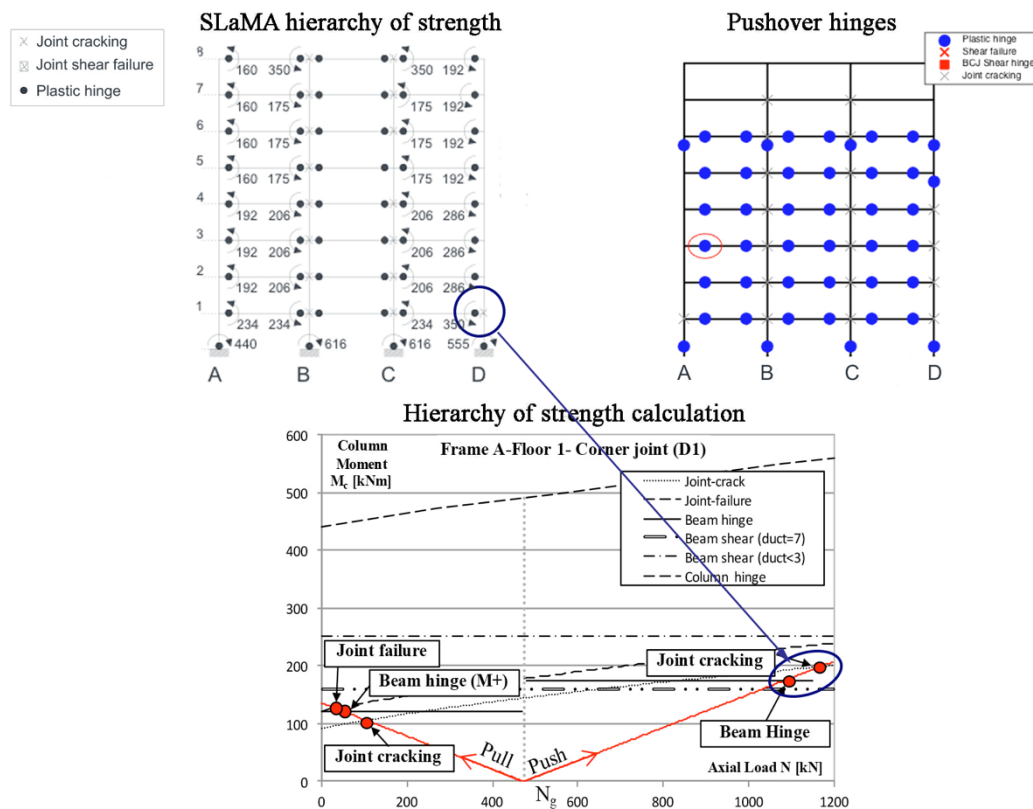 SLaMA hierarchy of strength
Joint cracking
Joint shear failure
Plastic hinge
8
160 350 350 192
7
160 175 175 192
6
160 175 175 192
5
160 175 175 192
4
192 206 206 286
3
192 206 206 286
2
192 206 206 286
1
234 234 234 350
440 616 616 555
A B C D
Pushover hinges
Plastic hinge
Shear failure
BCJ Shear hinge
Joint cracking
A B C D
Hierarchy of strength calculation
Column
Moment
Mc [kNm]
Frame A-Floor 1- Corner joint (D1)
Joint-crack
Joint-failure
Beam hinge
Beam shear (duct=7)
Beam shear (duct<3)
Column hinge
600
500
400
300
200
100
0
Joint failure
Beam hinge (M+)
Joint cracking
Joint cracking
Beam Hinge
Pull
Push
Axial Load N [kN]
0 200 400 Ng 600 800 1000 1200